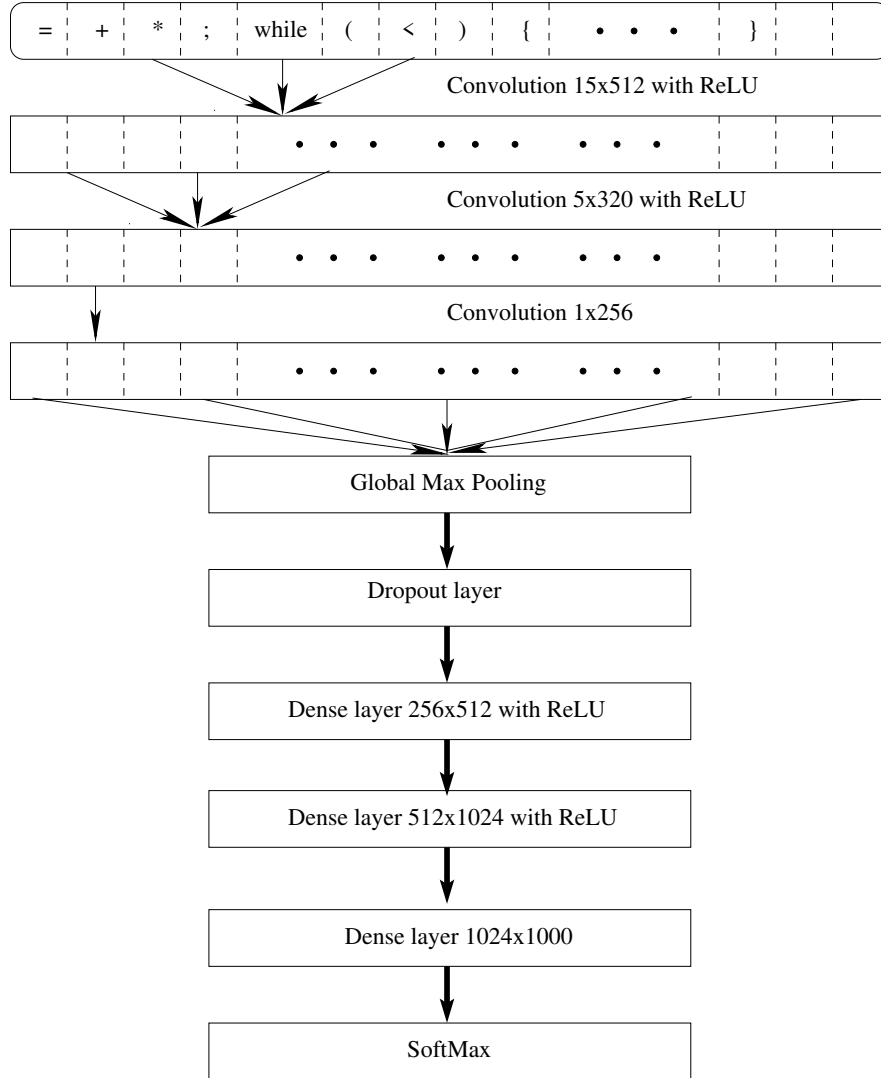 = + * ; while ( < ) { • • • }
Convolution 15x512 with ReLU
• • • • • • • • •
Convolution 5x320 with ReLU
• • • • • • • • •
Convolution 1x256
• • • • • • • • •
Global Max Pooling
Dropout layer
Dense layer 256x512 with ReLU
Dense layer 512x1024 with ReLU
Dense layer 1024x1000
SoftMax